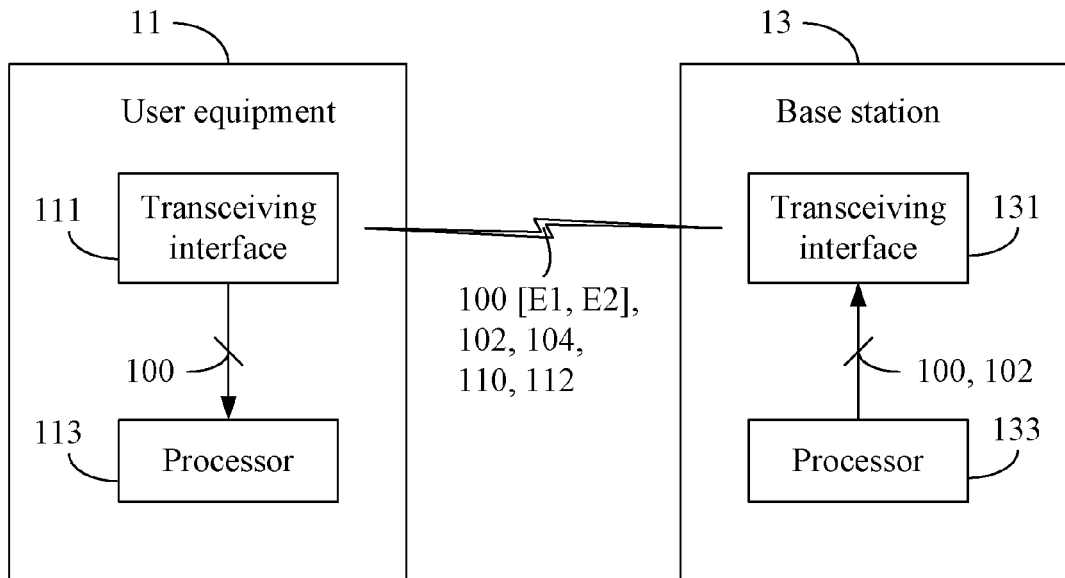 11
13
User equipment
Base station
111
Transceiving
interface
Transceiving
interface
131
100 [E1, E2],
102, 104,
110, 112
100
100, 102
113
Processor
Processor
133